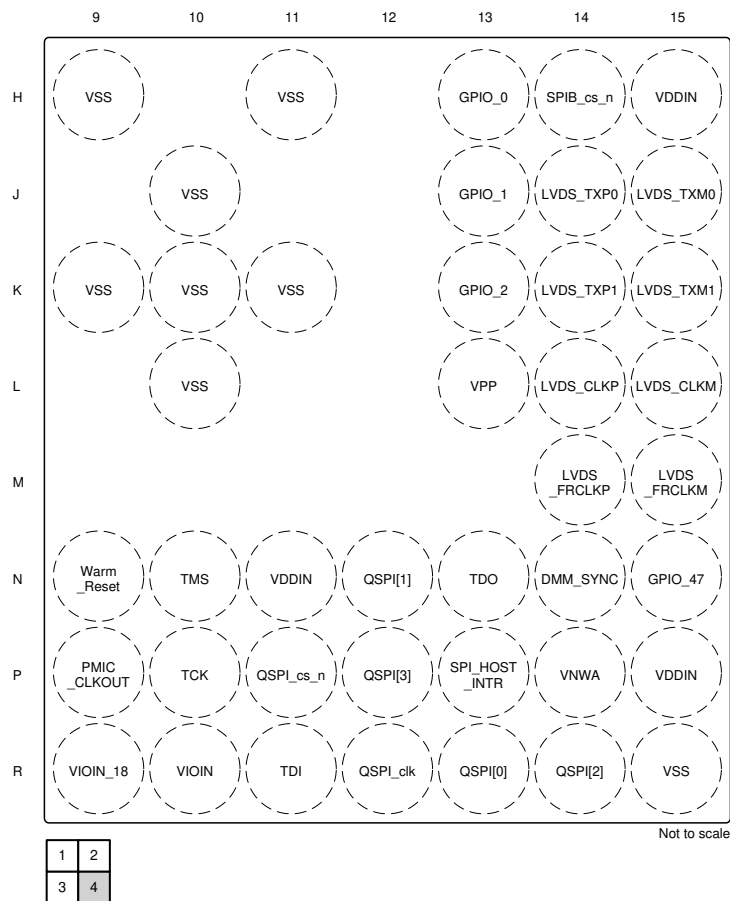 9 10 11 12 13 14 15
H VSS VSS GPIO_0 SPIB_cs_n VDDIN
J VSS GPIO_1 LVDS_TXP0 LVDS_TXM0
K VSS VSS VSS GPIO_2 LVDS_TXP1 LVDS_TXM1
L VSS VPP LVDS_CLKP LVDS_CLKM
M LVDS _FRCLKP LVDS _FRCLKM
N Warm _Reset TMS VDDIN QSPI[1] TDO DMM_SYNC GPIO_47
P PMIC _CLKOUT TCK QSPI_cs_n QSPI[3] SPI_HOST _INTR VNWA VDDIN
R VIOIN_18 VIOIN TDI QSPI_clk QSPI[0] QSPI[2] VSS
Not to scale
1 2
3 4